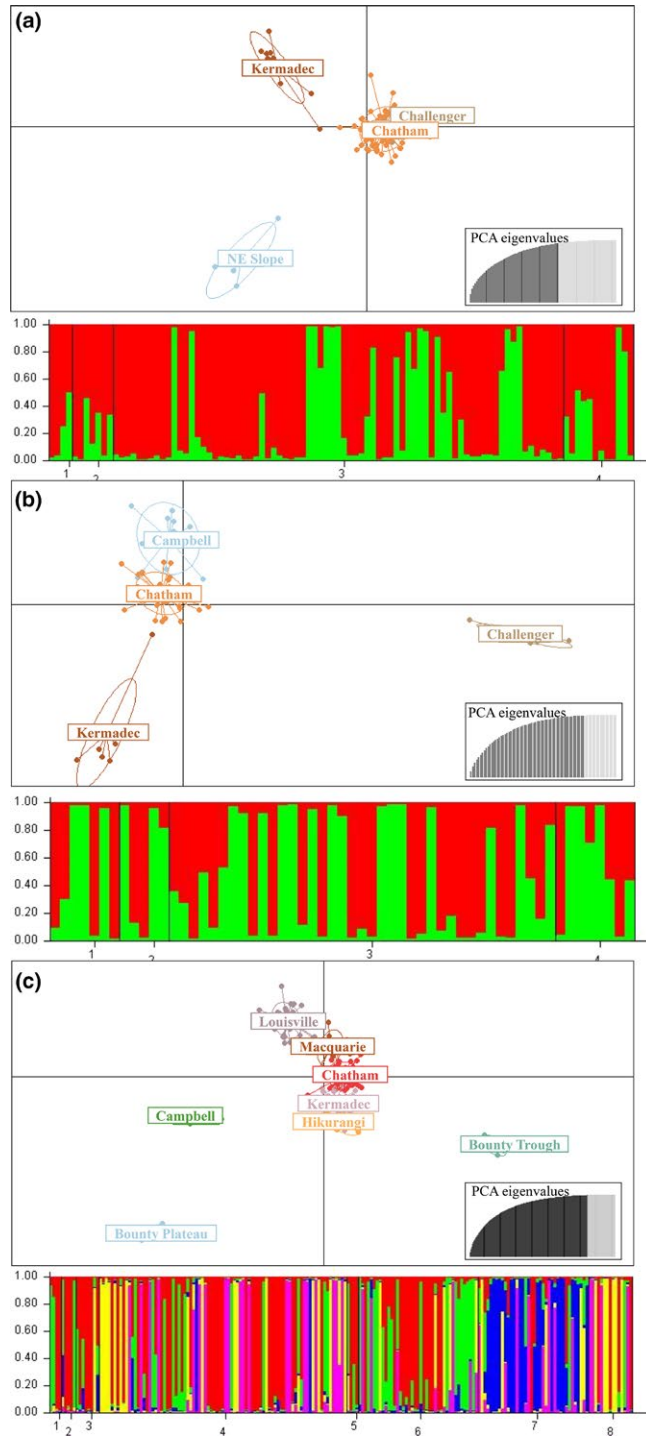 (a)
Kermadec
Challenger
Chatham
NE Slope
PCA eigenvalues
1.00
0.80
0.60
0.40
0.20
0.00
1 2 3 4
(b)
Campbell
Chatham
Challenger
Kermadec
PCA eigenvalues
1.00
0.80
0.60
0.40
0.20
0.00
1 2 3 4
(c)
Louisville
Macquarie
Chatham
Kermadec
Campbell
Hikurangi
Bounty Trough
Bounty Plateau
PCA eigenvalues
1.00
0.80
0.60
0.40
0.20
0.00
1 2 3 4 5 6 7 8